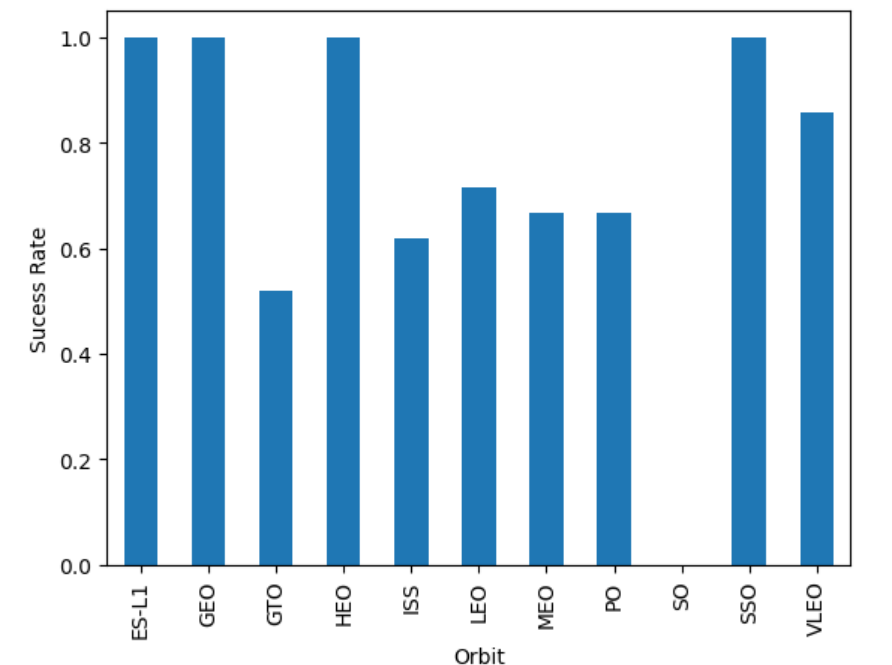 1.0
0.8
0.6
0.4
0.2
0.0
Sucess Rate
ES-L1
GEO
GTO
HEO
ISS
LEO
MEO
PO
SO
SSO
VLEO
Orbit